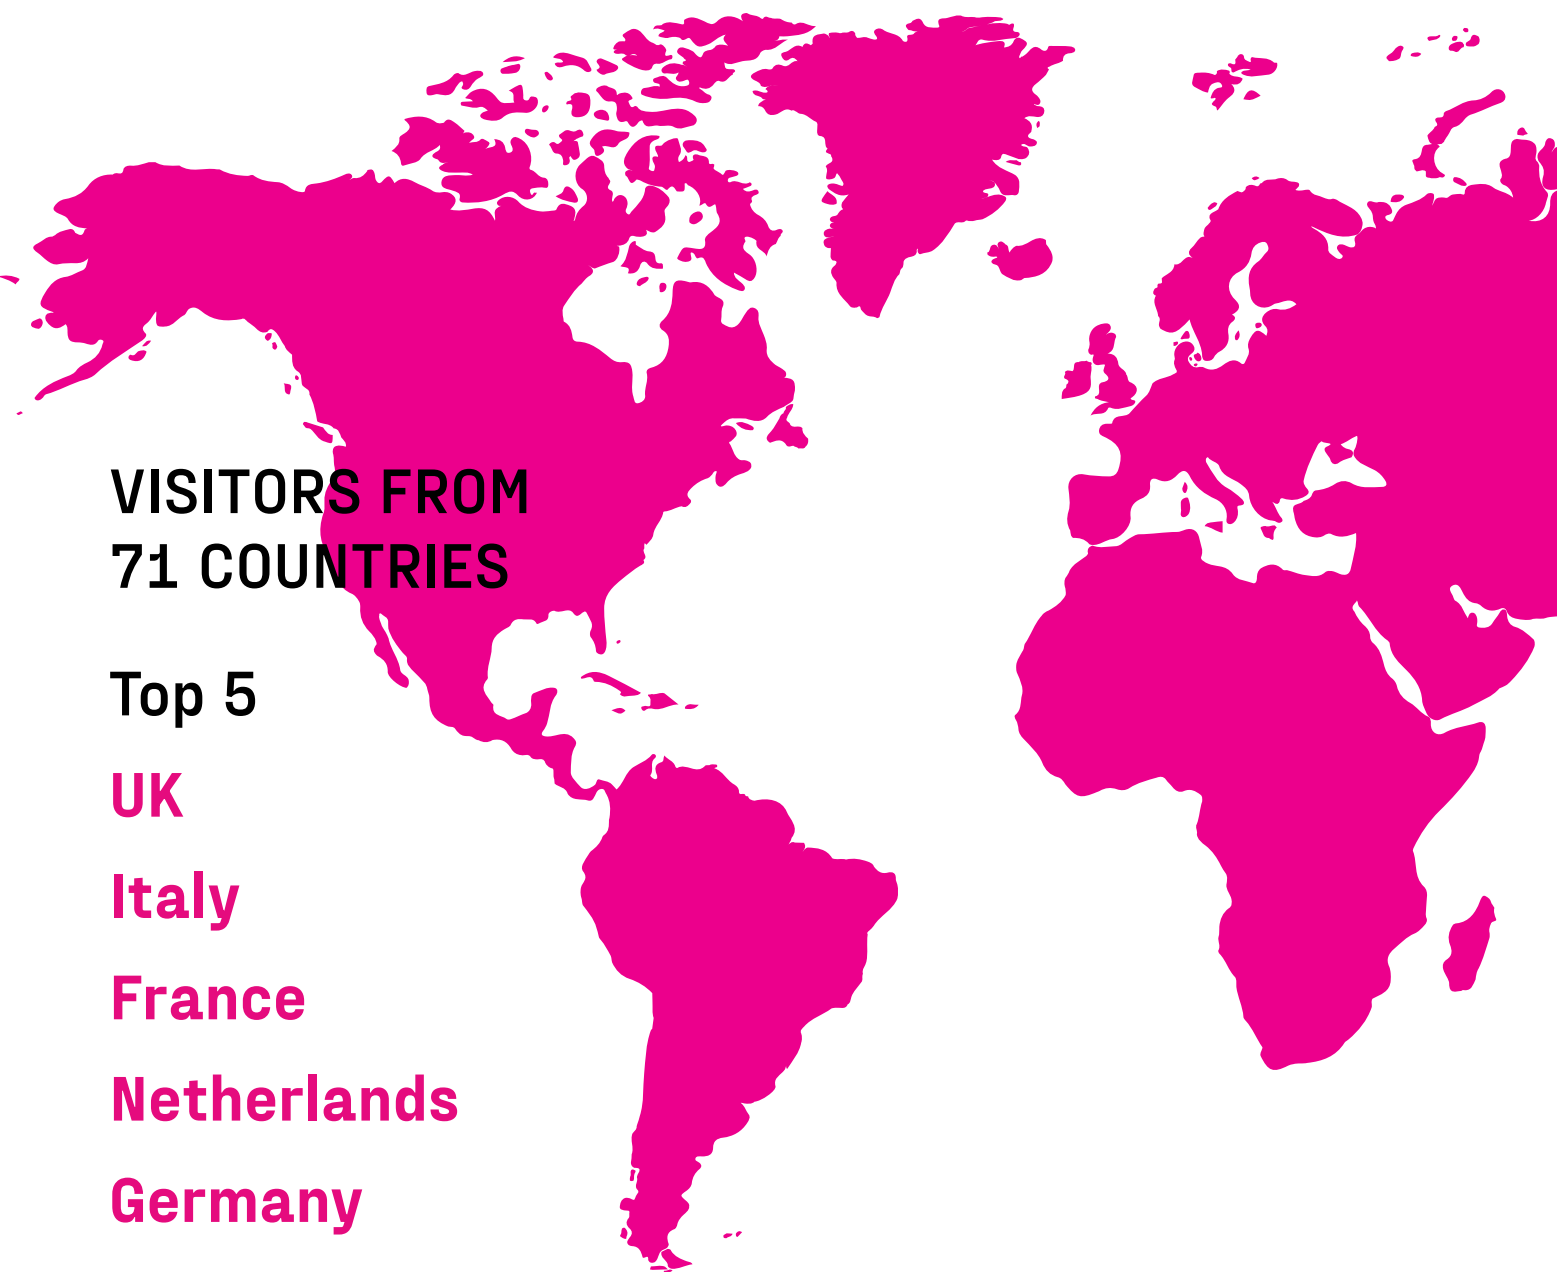 VISITORS FROM
71 COUNTRIES
Top 5
UK
Italy
France
Netherlands
Germany